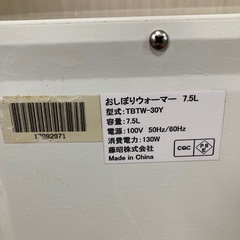 おしぼりウォーマー 7.5L
型式：TBTW-30Y
容量：7.5L
電源：100V 50Hz/60Hz
消費電力：130W
藤昭株式会社
Made in China
CQC
P S E
17992971